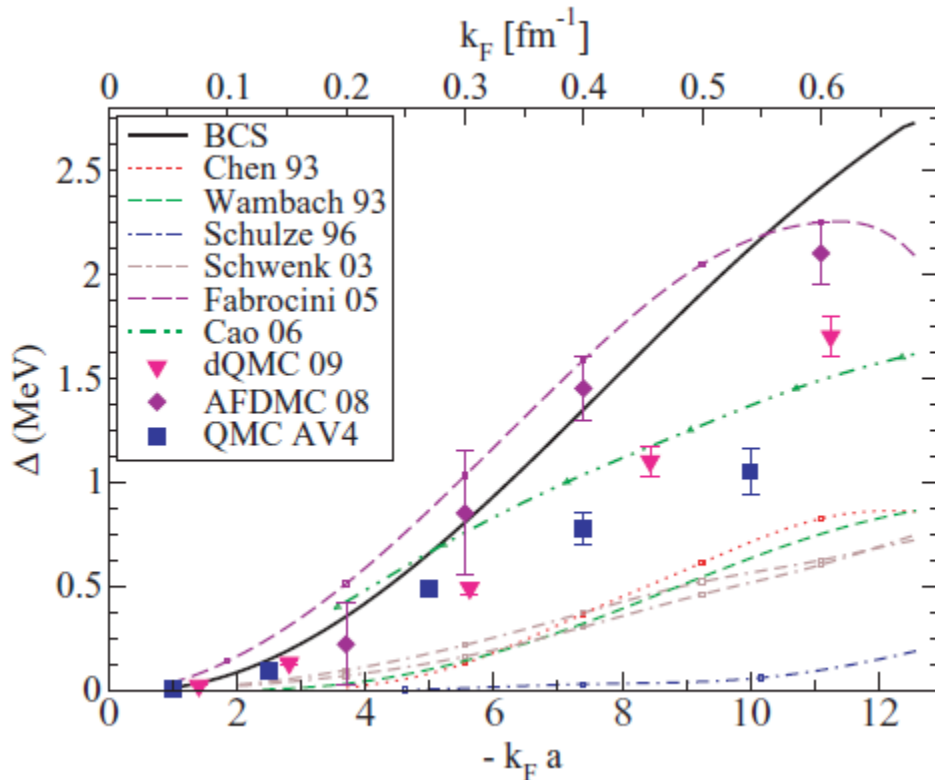 k_F [fm^-1]
0 0.1 0.2 0.3 0.4 0.5 0.6
BCS
Chen 93
Wambach 93
Schulze 96
Schwenk 03
Fabrocini 05
Cao 06
dQMC 09
AFDMC 08
QMC AV4
Δ (MeV)
2.5
2
1.5
1
0.5
0
0 2 4 6 8 10 12
- k_F a